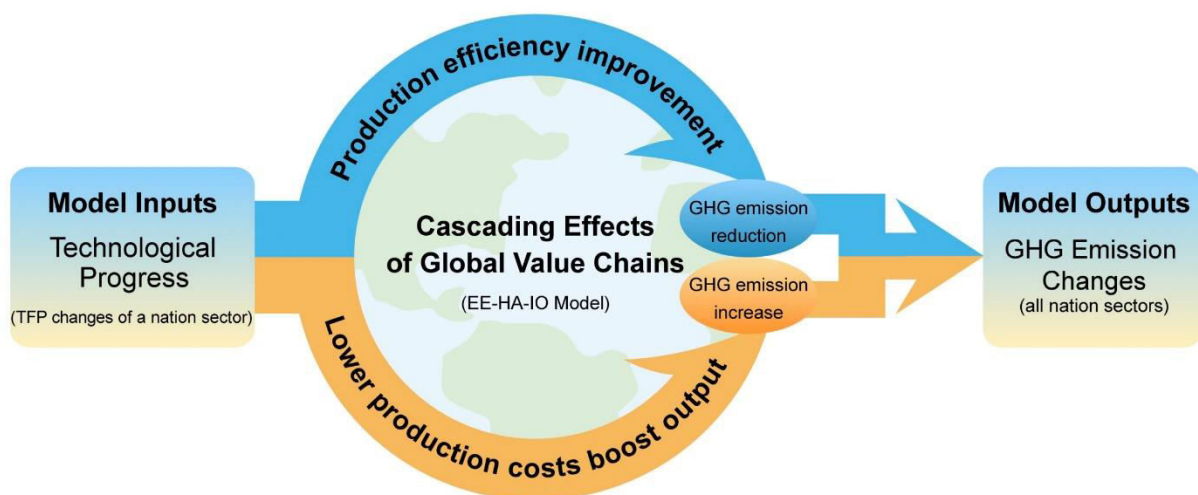 Model Inputs
Technological
Progress
(TFP changes of a nation sector)
Production efficiency improvement
Cascading Effects
of Global Value Chains
(EE-HA-IO Model)
GHG emission
reduction
GHG emission
increase
Lower production costs boost output
Model Outputs
GHG Emission
Changes
(all nation sectors)